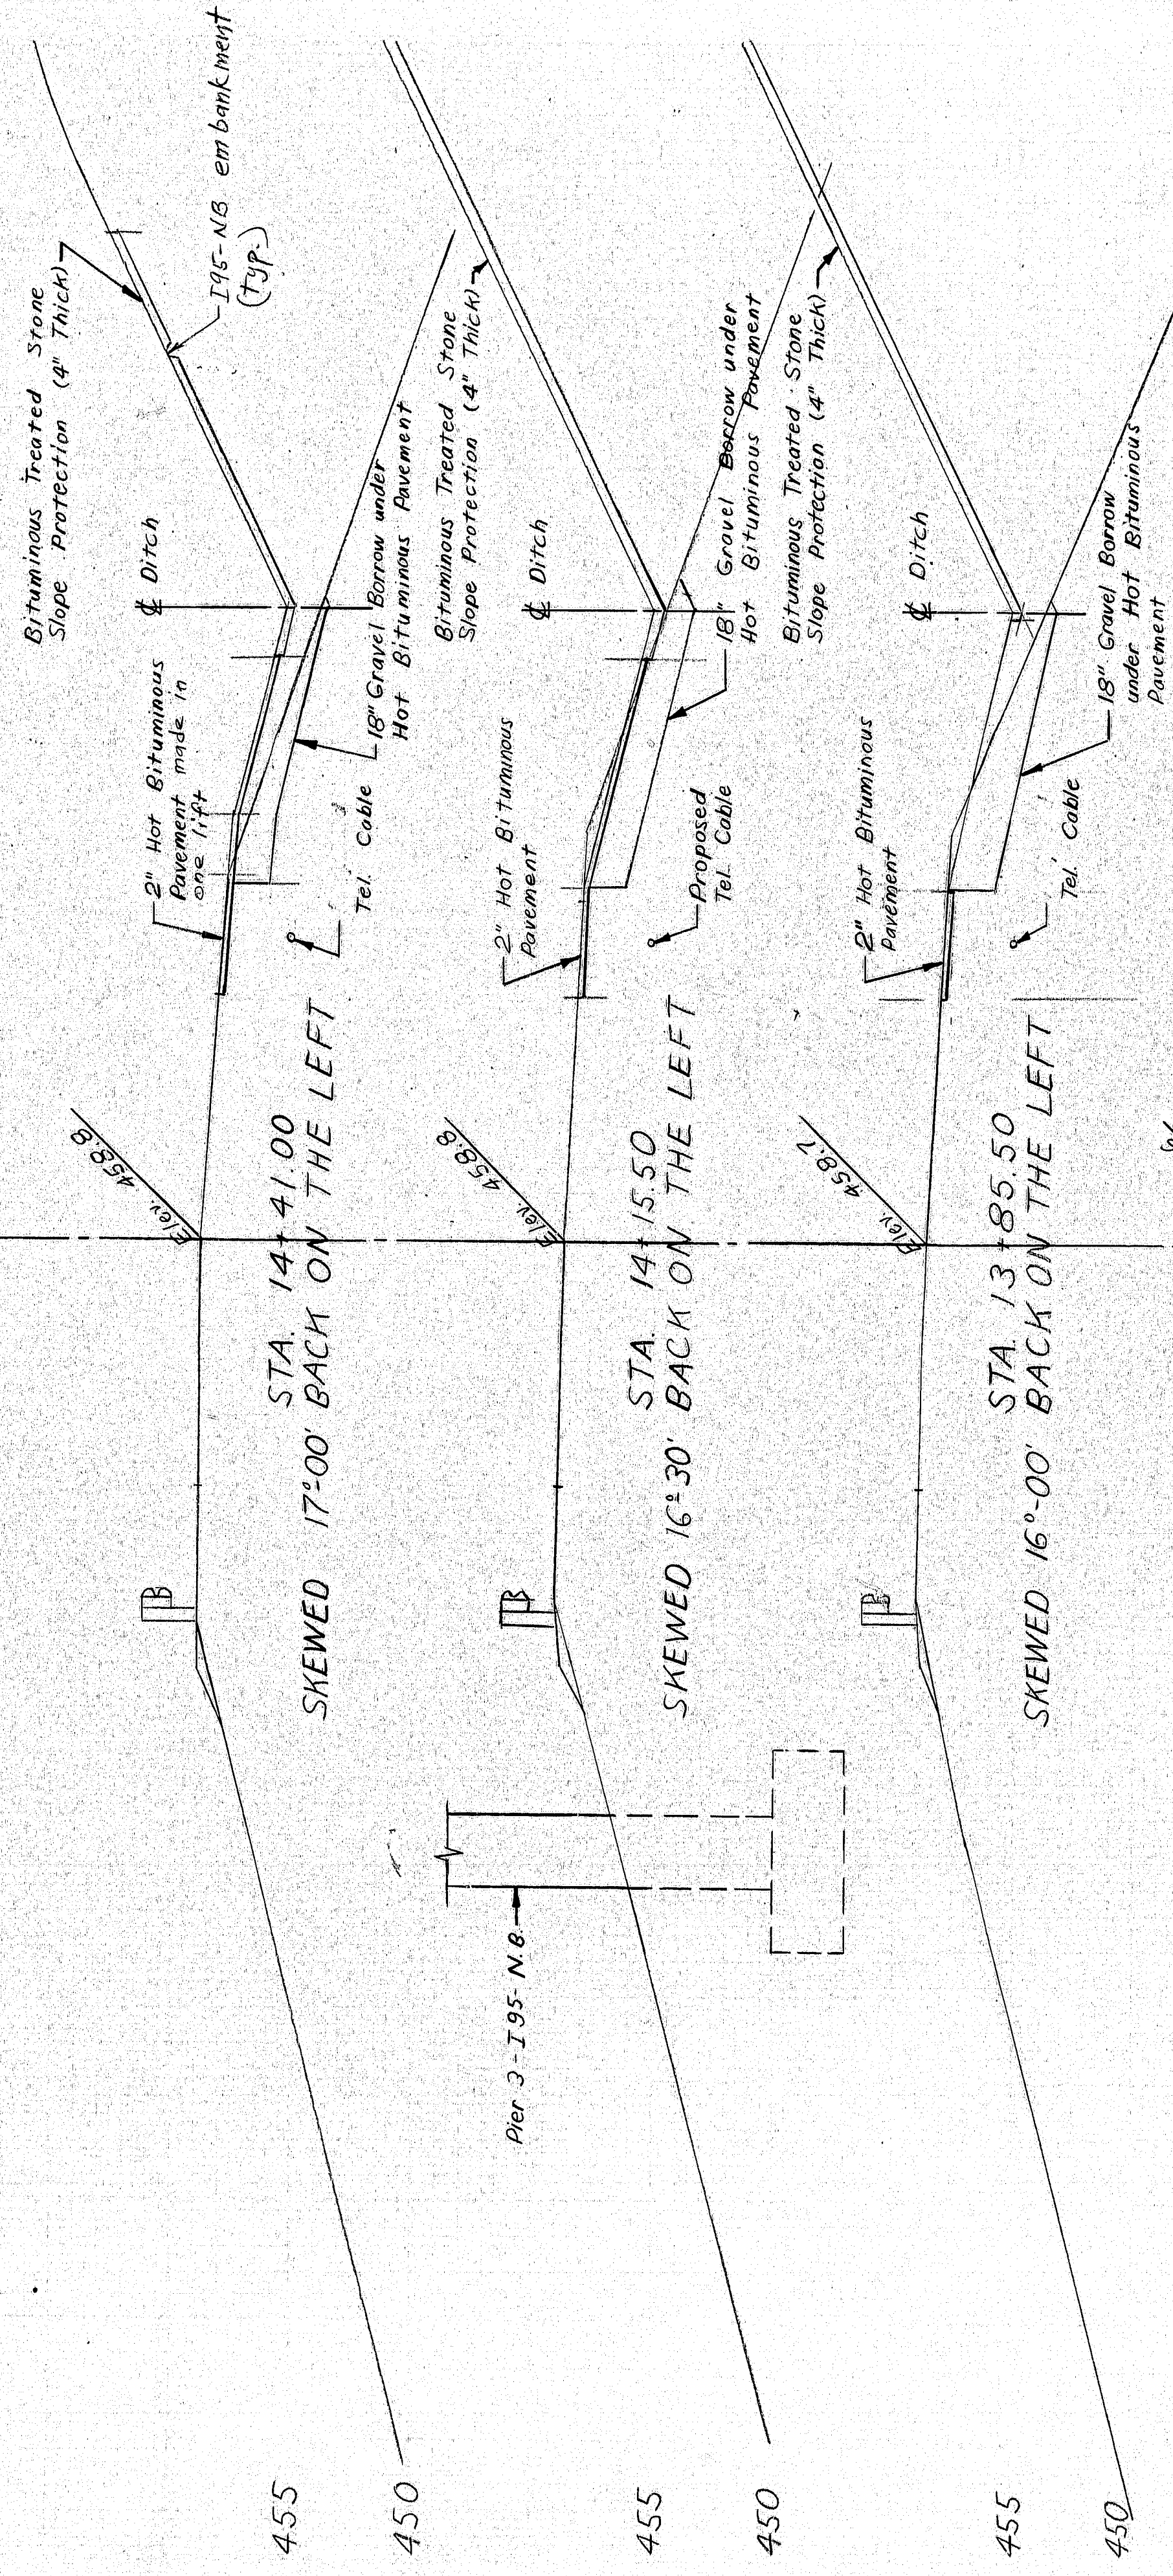 Bituminous Treated Stone
Slope Protection (4" Thick)
I95-NB embankment
(typ.)
℄ Ditch
2" Hot Bituminous
Pavement made in
one lift
18" Gravel Borrow under
Hot Bituminous Pavement
Tel. Cable
Elev. 458.8
STA. 14+41.00
SKEWED 17°-00' BACK ON THE LEFT
455
450
Bituminous Treated Stone
Slope Protection (4" Thick)
℄ Ditch
2" Hot Bituminous
Pavement
18" Gravel Borrow under
Hot Bituminous Pavement
Proposed
Tel. Cable
Elev. 458.8
STA. 14+15.50
SKEWED 16°-30' BACK ON THE LEFT
Pier 3-I95-N.B.
455
450
Bituminous Treated Stone
Slope Protection (4" Thick)
℄ Ditch
2" Hot Bituminous
Pavement
18" Gravel Borrow
under Hot Bituminous
Pavement
Tel. Cable
Elev. 458.7
STA. 13+85.50
SKEWED 16°-00' BACK ON THE LEFT
455
450